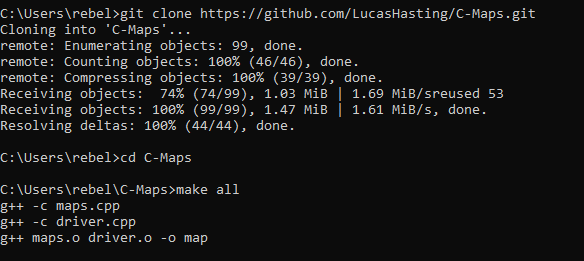 C:\Users\rebel>git clone https://github.com/LucasHasting/C-Maps.git
Cloning into 'C-Maps'...
remote: Enumerating objects: 99, done.
remote: Counting objects: 100% (46/46), done.
remote: Compressing objects: 100% (39/39), done.
Receiving objects:  74% (74/99), 1.03 MiB | 1.69 MiB/sreused 53
Receiving objects: 100% (99/99), 1.47 MiB | 1.61 MiB/s, done.
Resolving deltas: 100% (44/44), done.
C:\Users\rebel>cd C-Maps
C:\Users\rebel\C-Maps>make all
g++ -c maps.cpp
g++ -c driver.cpp
g++ maps.o driver.o -o map